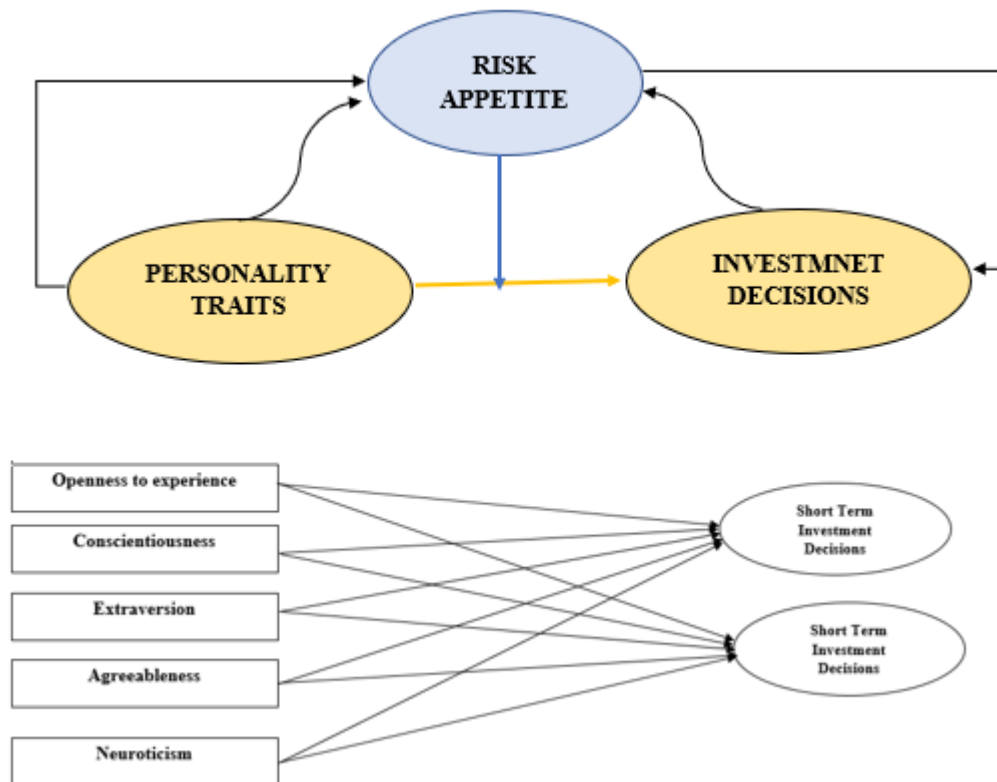 RISK
APPETITE
PERSONALITY
TRAITS
INVESTMNET
DECISIONS
Openness to experience
Conscientiousness
Extraversion
Agreeableness
Neuroticism
Short Term
Investment
Decisions
Short Term
Investment
Decisions